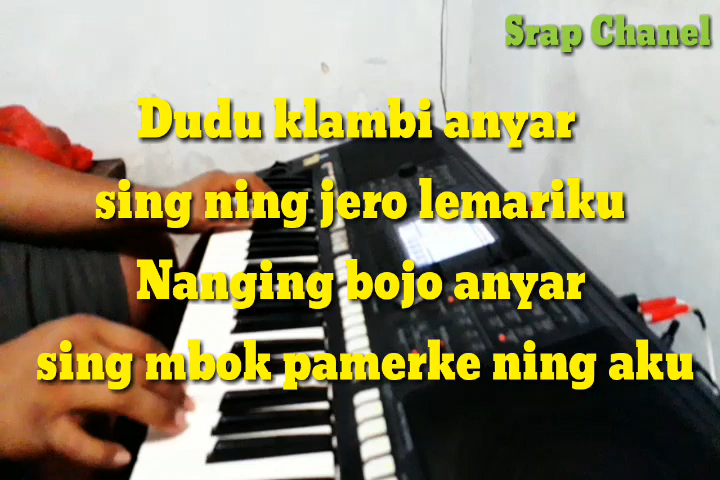 Srap Chanel
Dudu klambi anyar
sing ning jero lemariku
Nanging bojo anyar
sing mbok pamerke ning aku